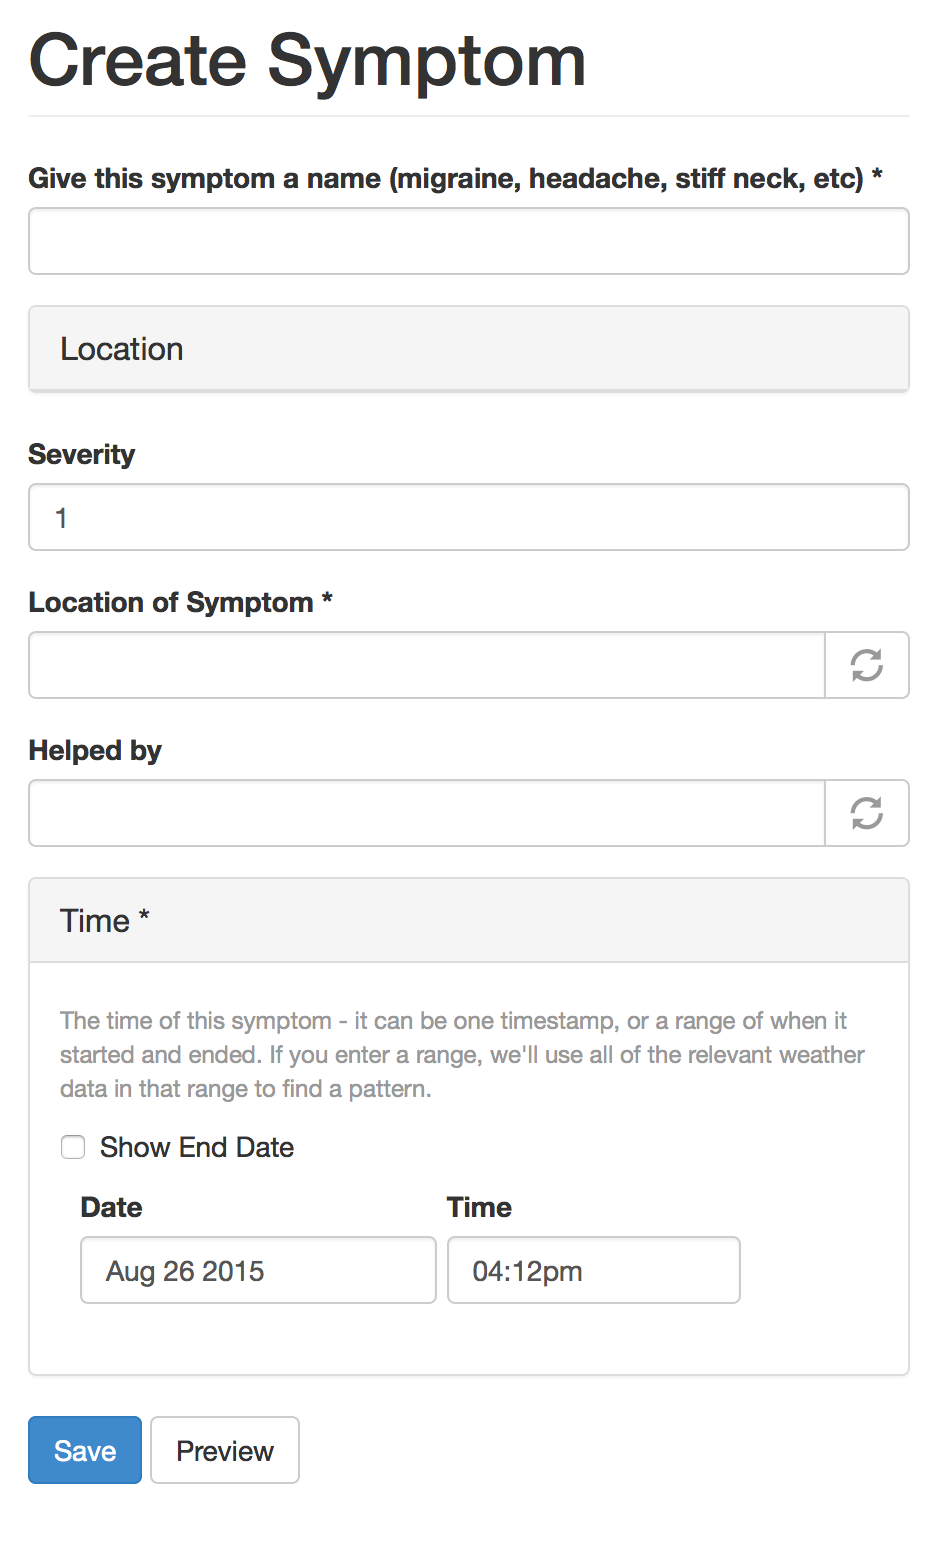 Create Symptom
Give this symptom a name (migraine, headache, stiff neck, etc) *
Location
Severity
1
Location of Symptom *
Helped by
Time *
The time of this symptom - it can be one timestamp, or a range of when it
started and ended. If you enter a range, we'll use all of the relevant weather
data in that range to find a pattern.
Show End Date
Date Time
Aug 26 2015 04:12pm
Save Preview